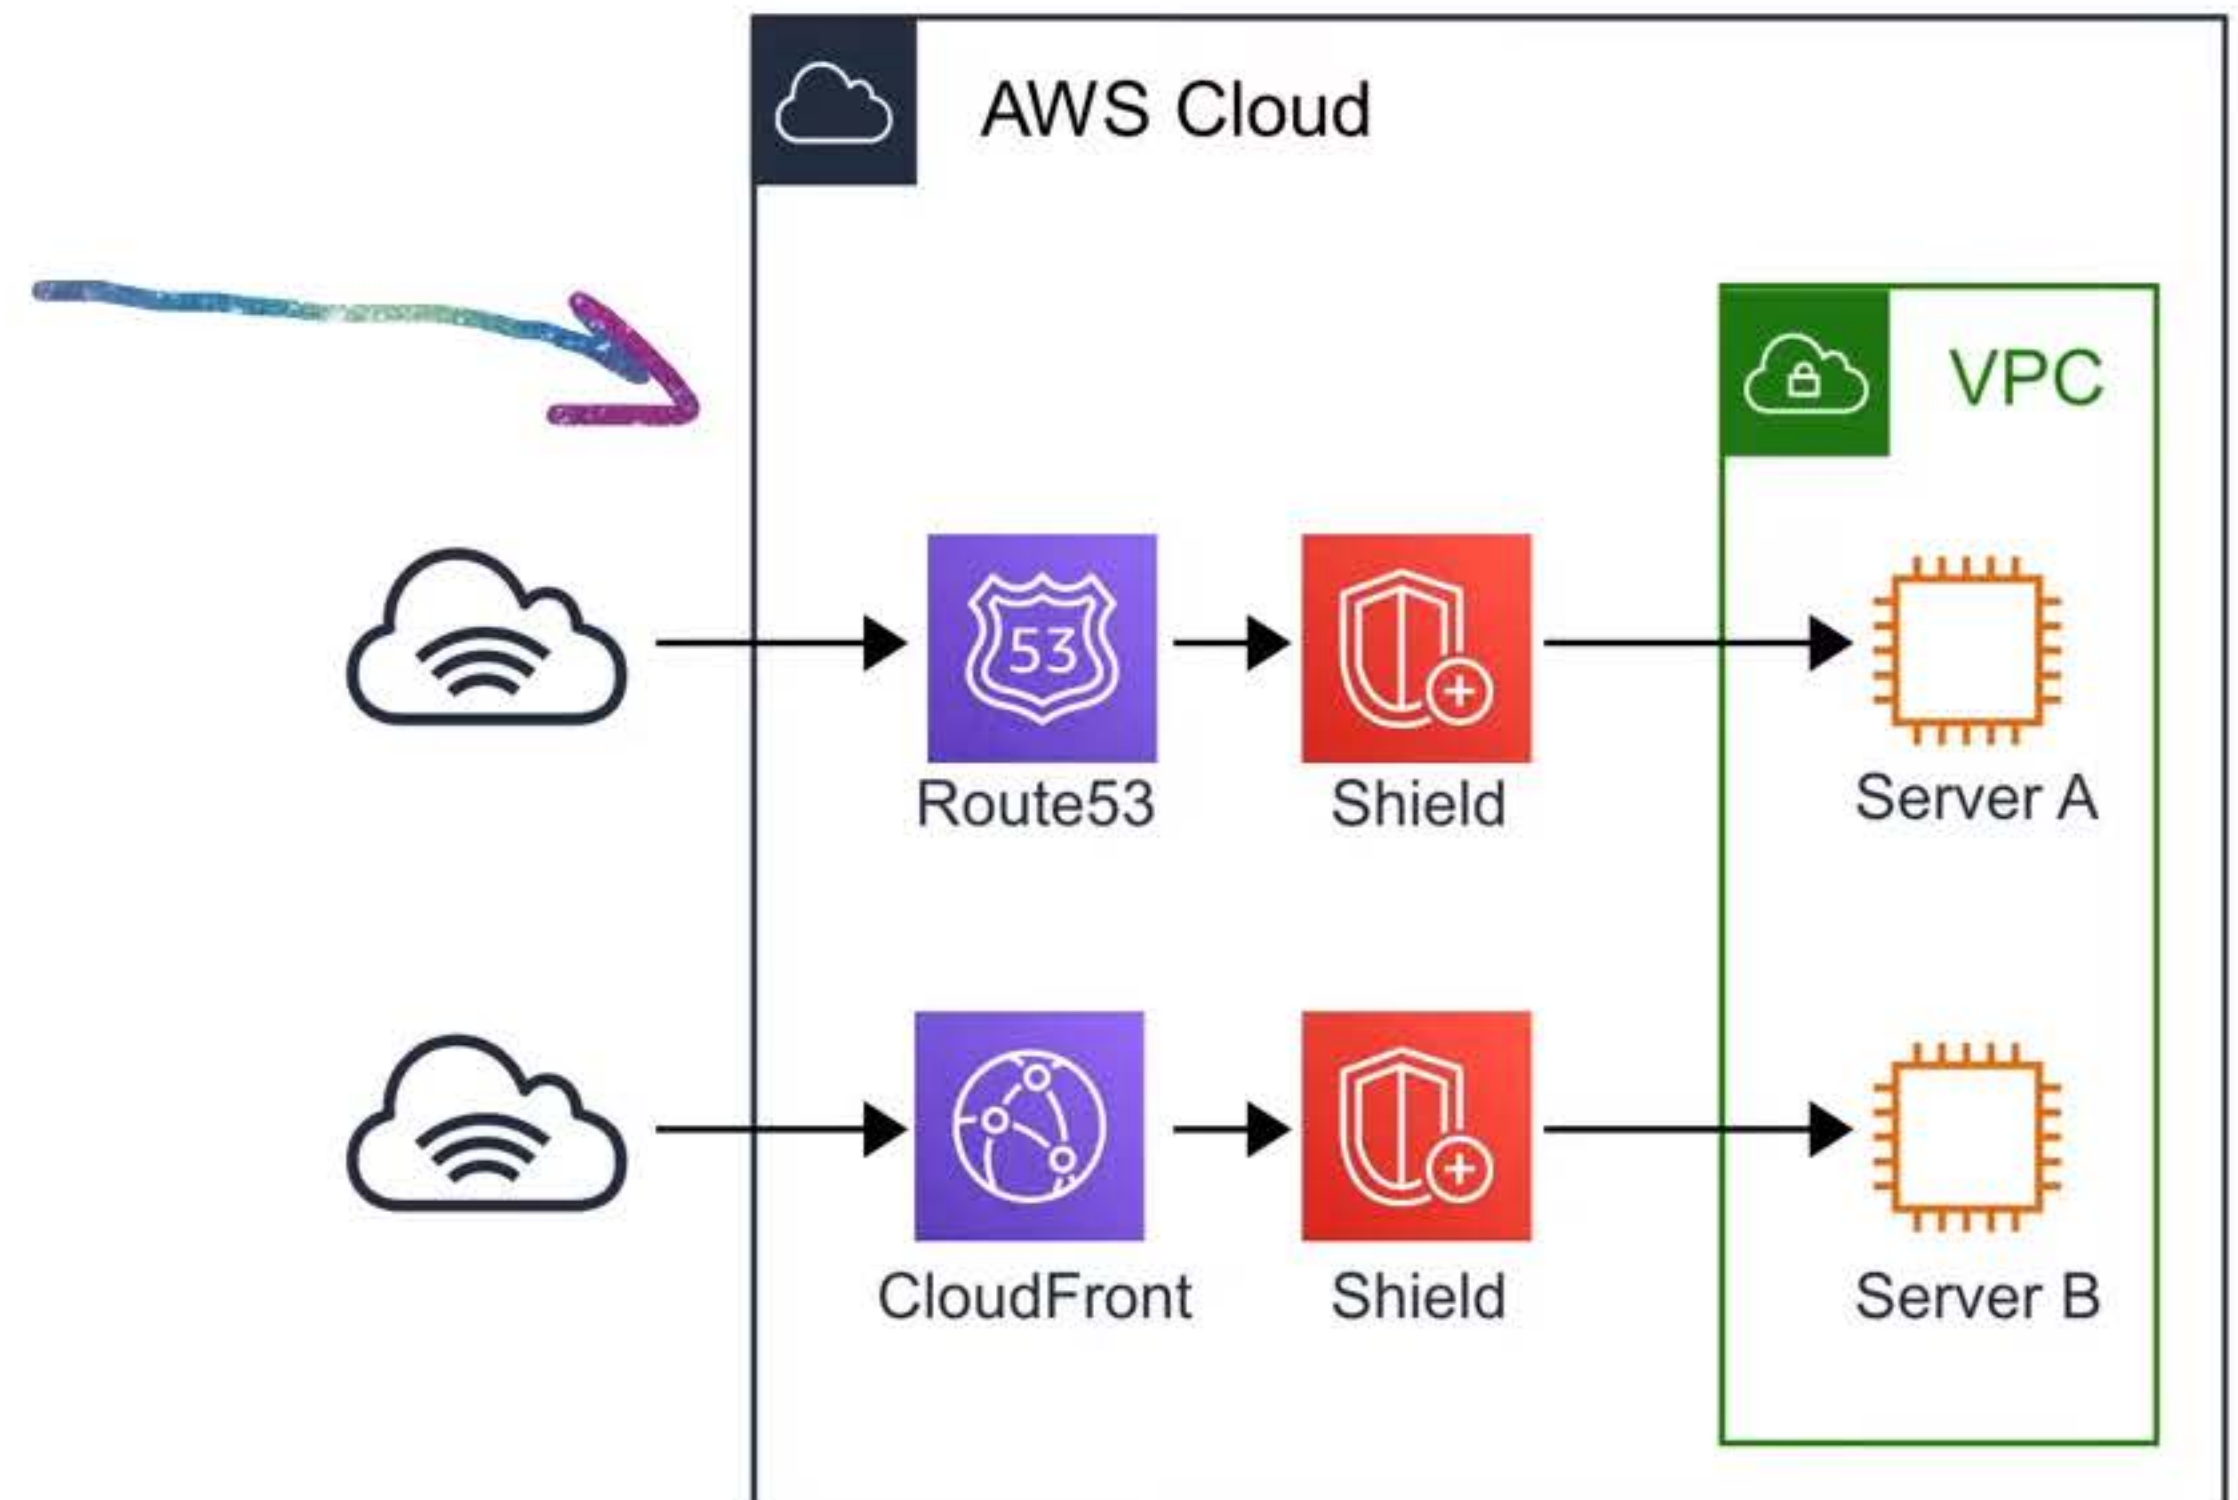 AWS Cloud
VPC
53
Route53
Shield
Server A
CloudFront
Shield
Server B